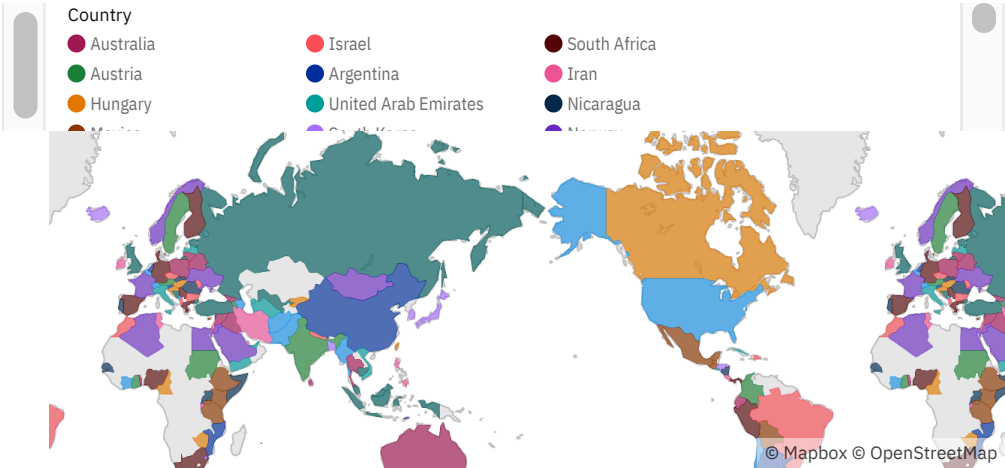 Country
Australia
Israel
South Africa
Austria
Argentina
Iran
Hungary
United Arab Emirates
Nicaragua
© Mapbox © OpenStreetMap